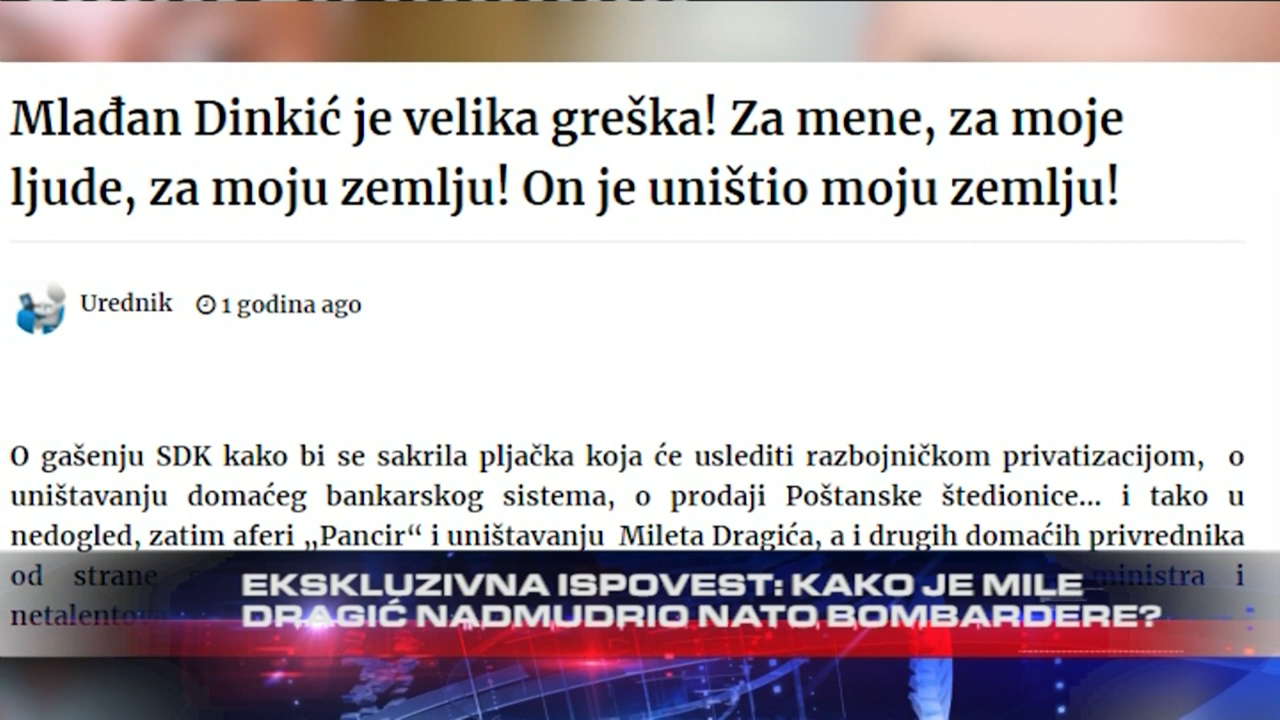 Mlađan Dinkić je velika greška! Za mene, za moje
ljude, za moju zemlju! On je uništio moju zemlju!
Urednik 1 godina ago
O gašenju SDK kako bi se sakrila pljačka koja će uslediti razbojničkom privatizacijom, o
uništavanju domaćeg bankarskog sistema, o prodaji Poštanske štedionice... i tako u
nedogled, zatim aferi „Pancir“ i uništavanju Mileta Dragića, a i drugih domaćih privrednika
od strane ministra i
EKSKLUZIVNA ISPOVEST: KAKO JE MILE
DRAGIĆ NADMUDRIO NATO BOMBARDERE?